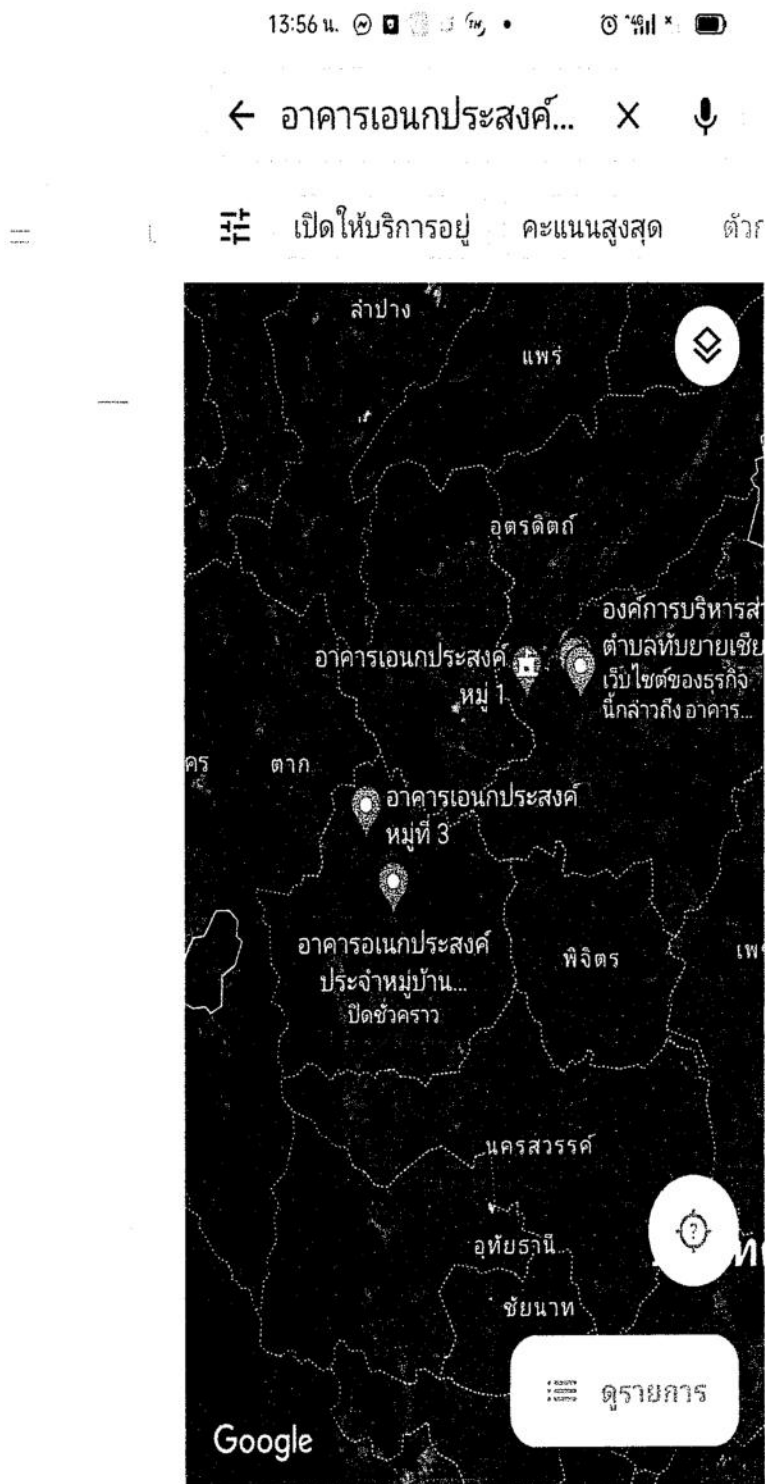 13:56 น.
อาคารเอนกประสงค์...
เปิดให้บริการอยู่ คะแนนสูงสุด ตัวก
ลำปาง
แพร่
อุตรดิตถ์
องค์การบริหารส่ว
ตำบลทับยายเชีย
เว็บไซต์ของธุรกิจ
นี้กล่าวถึง อาคาร...
อาคารเอนกประสงค์
หมู่ 1
ตาก
อาคารเอนกประสงค์
หมู่ที่ 3
อาคารอเนกประสงค์
ประจำหมู่บ้าน...
ปิดชั่วคราว
พิจิตร
นครสวรรค์
อุทัยธานี
ชัยนาท
ดูรายการ
Google